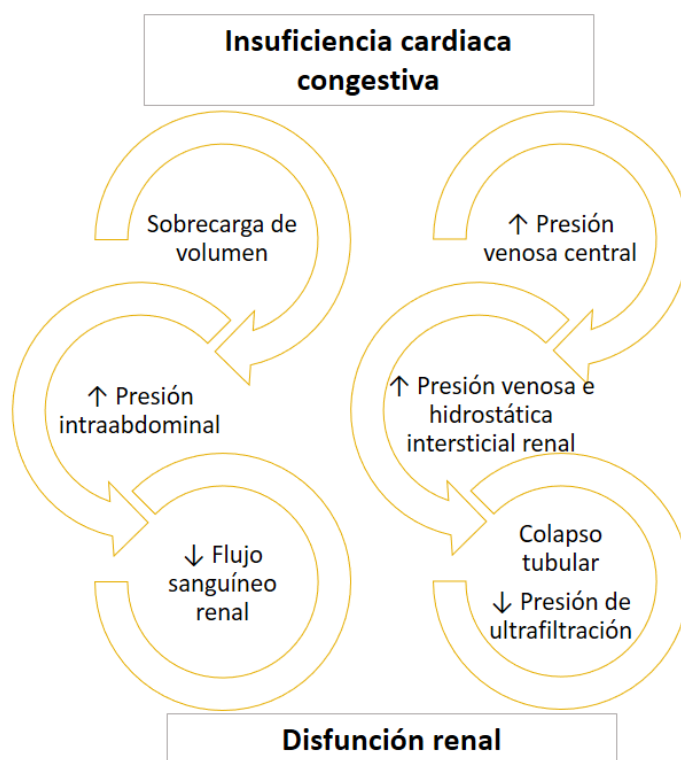 Insuficiencia cardiaca
congestiva
Sobrecarga de
volumen
↑ Presión
intraabdominal
↓ Flujo
sanguíneo
renal
↑ Presión
venosa central
↑ Presión venosa e
hidrostática
intersticial renal
Colapso
tubular
↓ Presión de
ultrafiltración
Disfunción renal